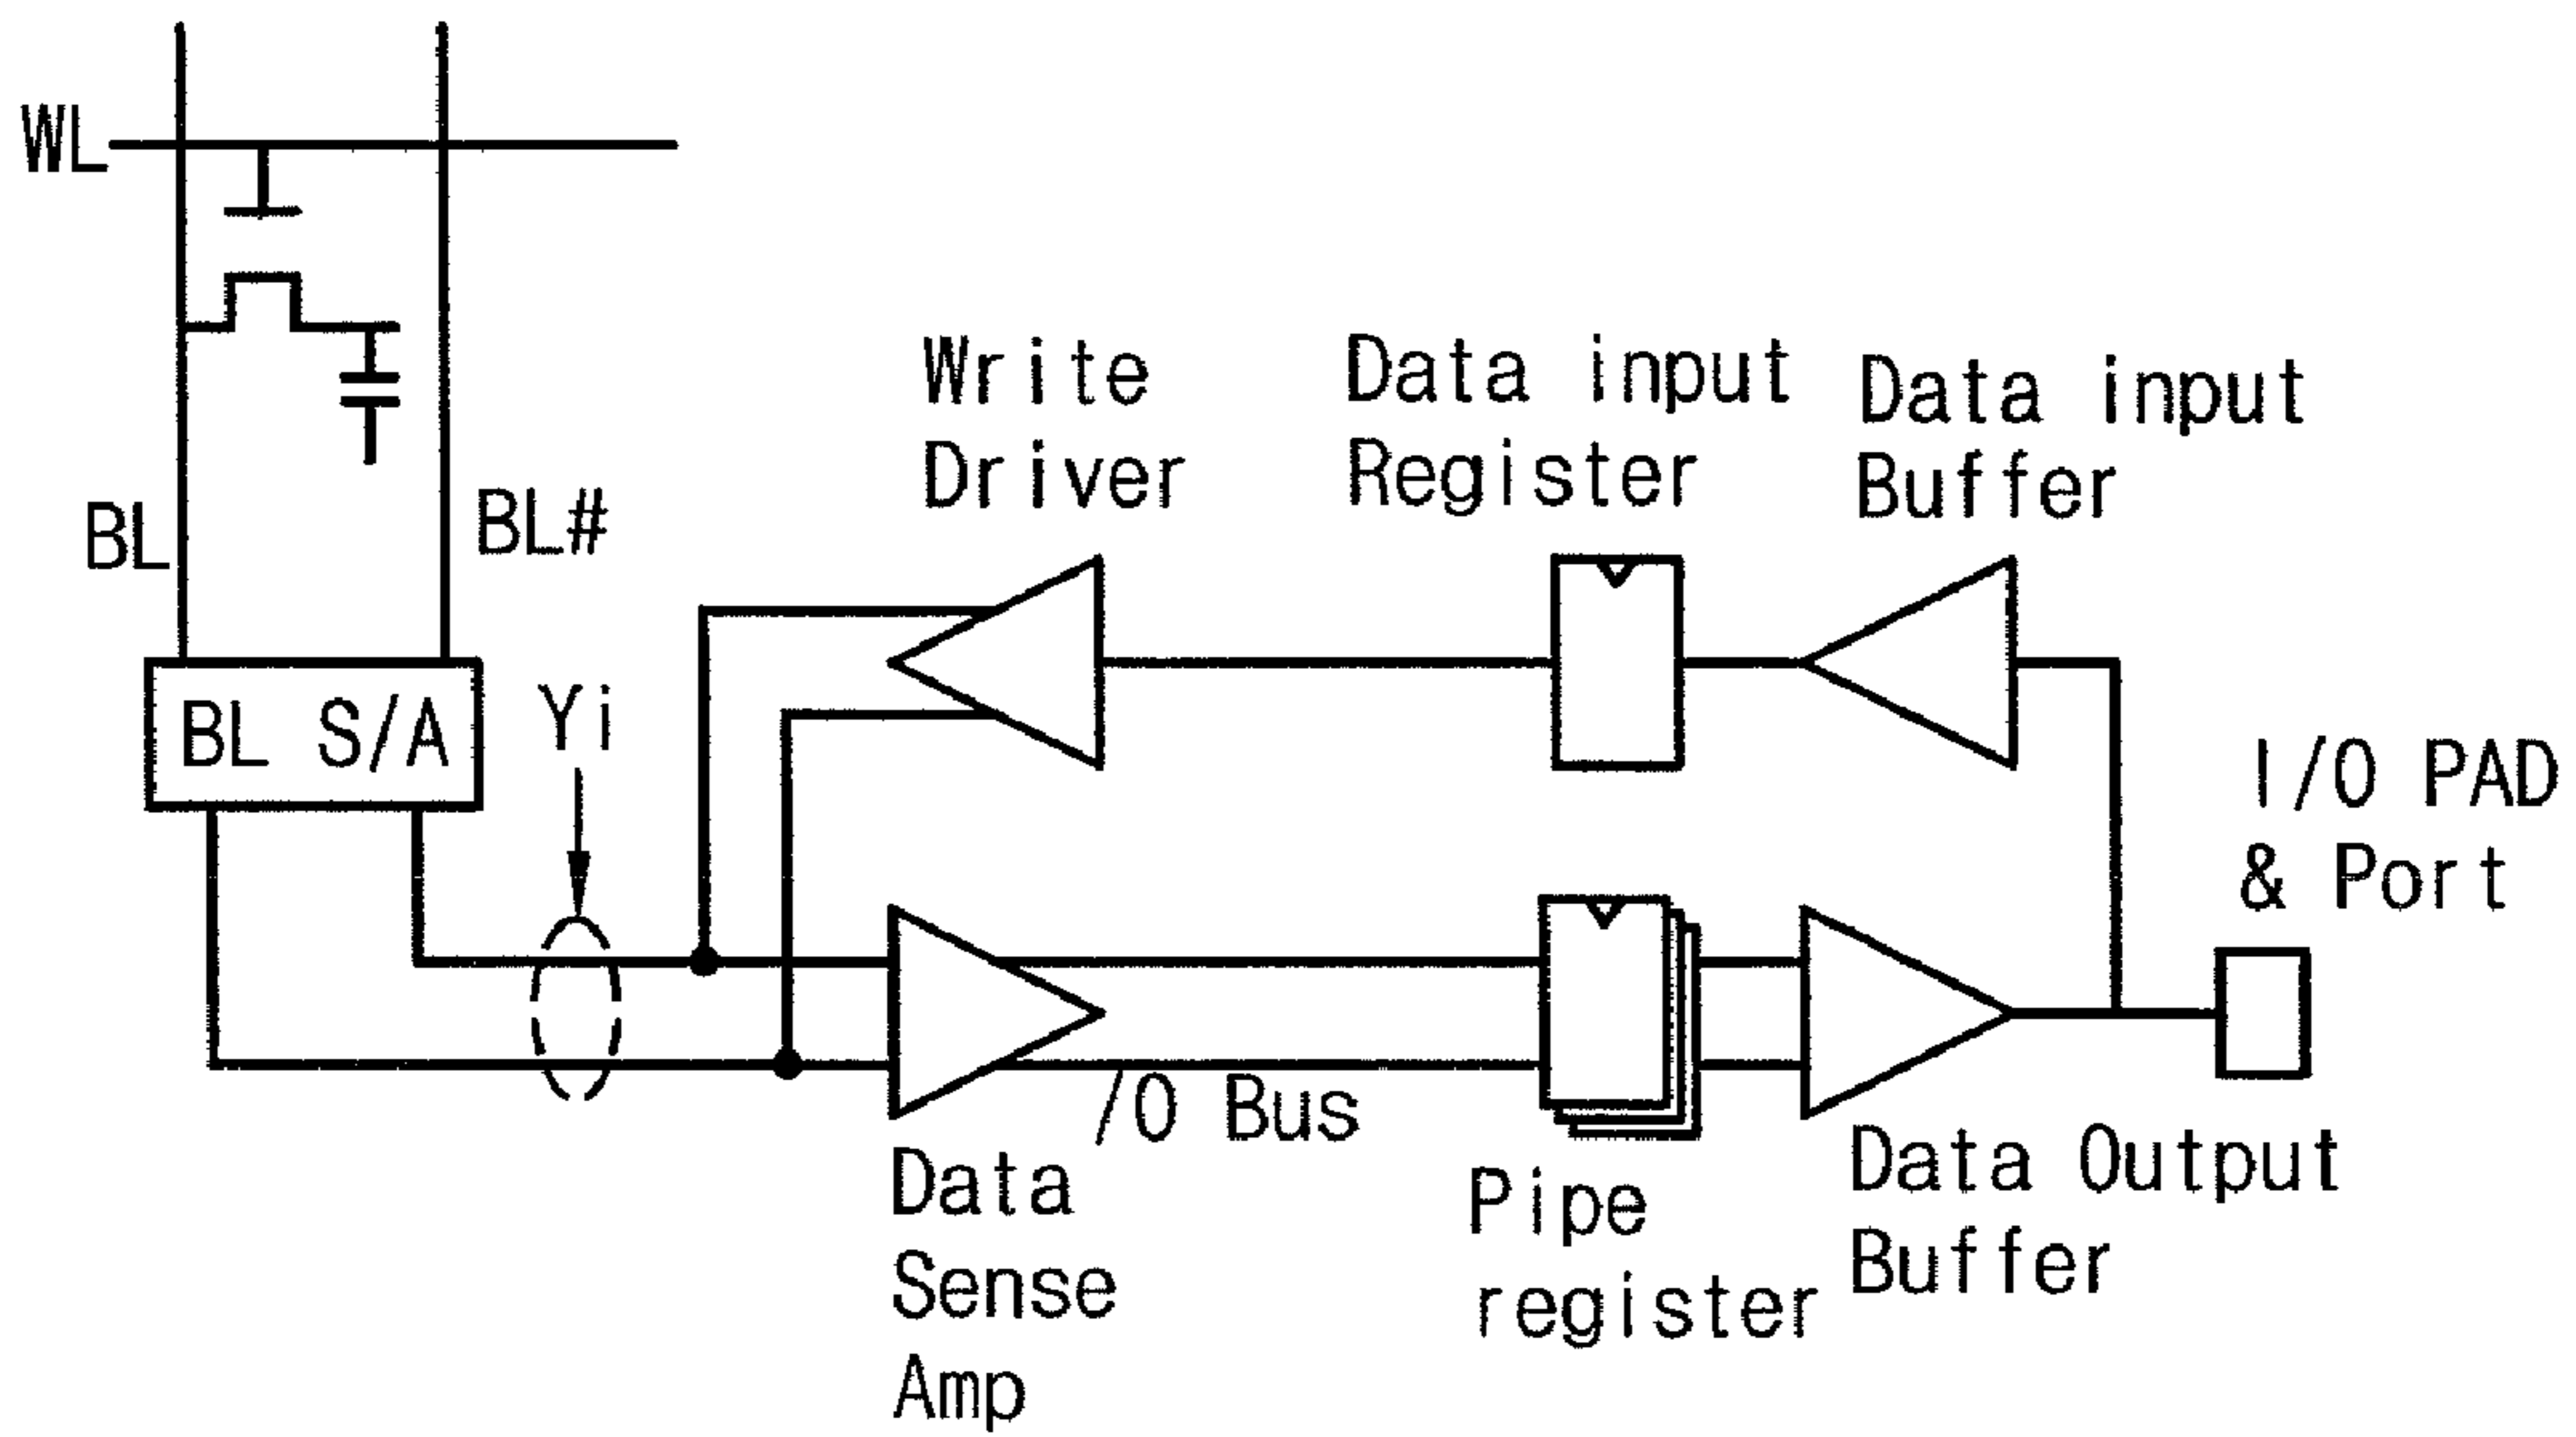 WL
BL
BL#
BL S/A
Yi
Write
Driver
Data input
Register
Data input
Buffer
I/O PAD
& Port
/O Bus
Data
Sense
Amp
Pipe
register
Data Output
Buffer